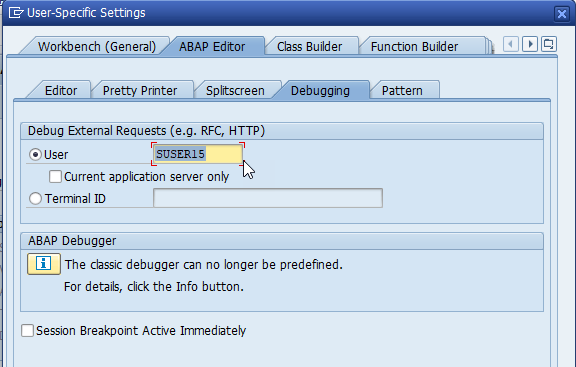 User-Specific Settings
Workbench (General) ABAP Editor Class Builder Function Builder
Editor Pretty Printer Splitscreen Debugging Pattern
Debug External Requests (e.g. RFC, HTTP)
User SUSER15
Current application server only
Terminal ID
ABAP Debugger
The classic debugger can no longer be predefined.
For details, click the Info button.
Session Breakpoint Active Immediately